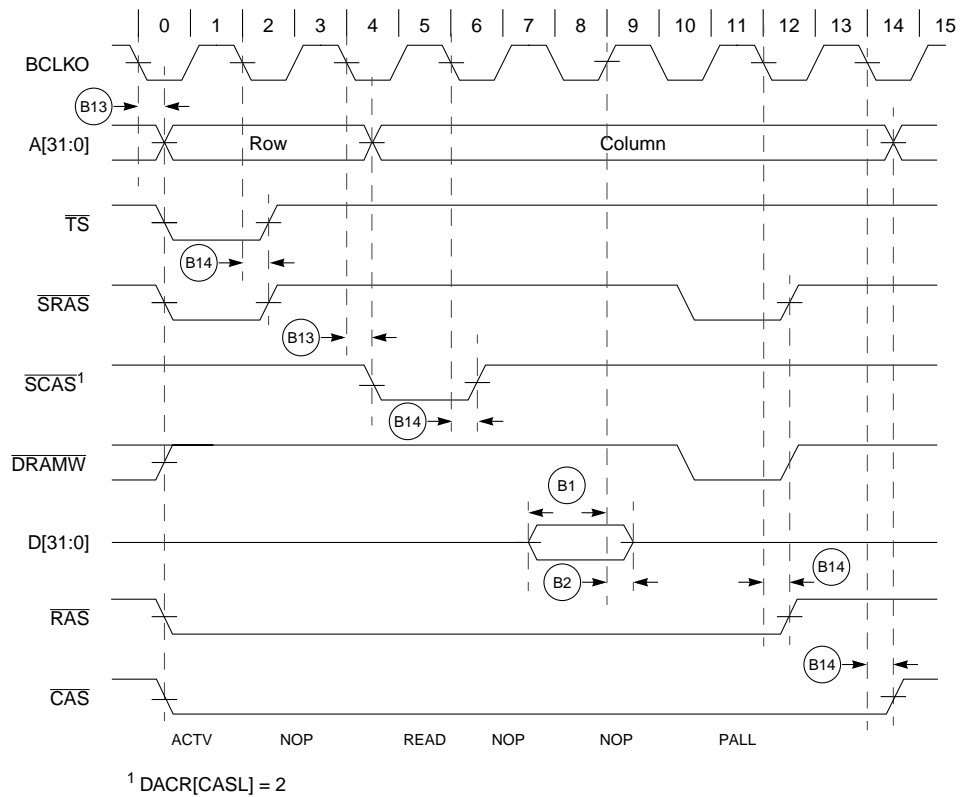 0 1 2 3 4 5 6 7 8 9 10 11 12 13 14 15
BCLKO
B13
A[31:0] Row Column
TS
B14
SRAS
B13
SCAS1
B14
DRAMW
B1
D[31:0]
B2 B14
RAS
B14
CAS
ACTV NOP READ NOP NOP PALL
1 DACR[CASL] = 2